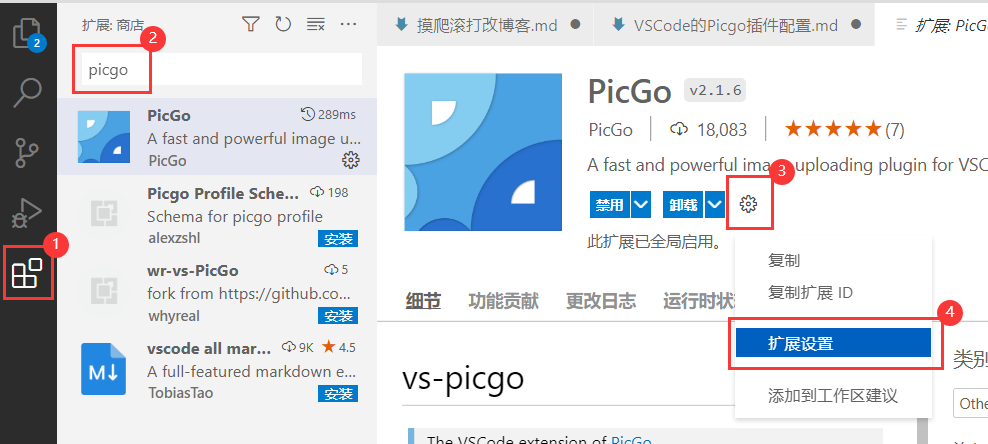 扩展: 商店
2
2
picgo
PicGo
289ms
A fast and powerful image u...
PicGo
Picgo Profile Sche...
198
Schema for picgo profile
alexzshl
安装
1
wr-vs-PicGo
5
fork from https://github.co...
whyreal
安装
vscode all mar...
9K
4.5
M
A full-featured markdown e...
TobiasTao
安装
摸爬滚打改博客.md
VSCode的Picgo插件配置.md
扩展: PicGo
PicGo
v2.1.6
PicGo
18,083
(7)
A fast and powerful image uploading plugin for VSC
3
禁用
卸载
此扩展已全局启用。
复制
复制扩展 ID
4
扩展设置
添加到工作区建议
细节
功能贡献
更改日志
运行时状
类别
Othe
vs-picgo
The VSCode extension of PicGo